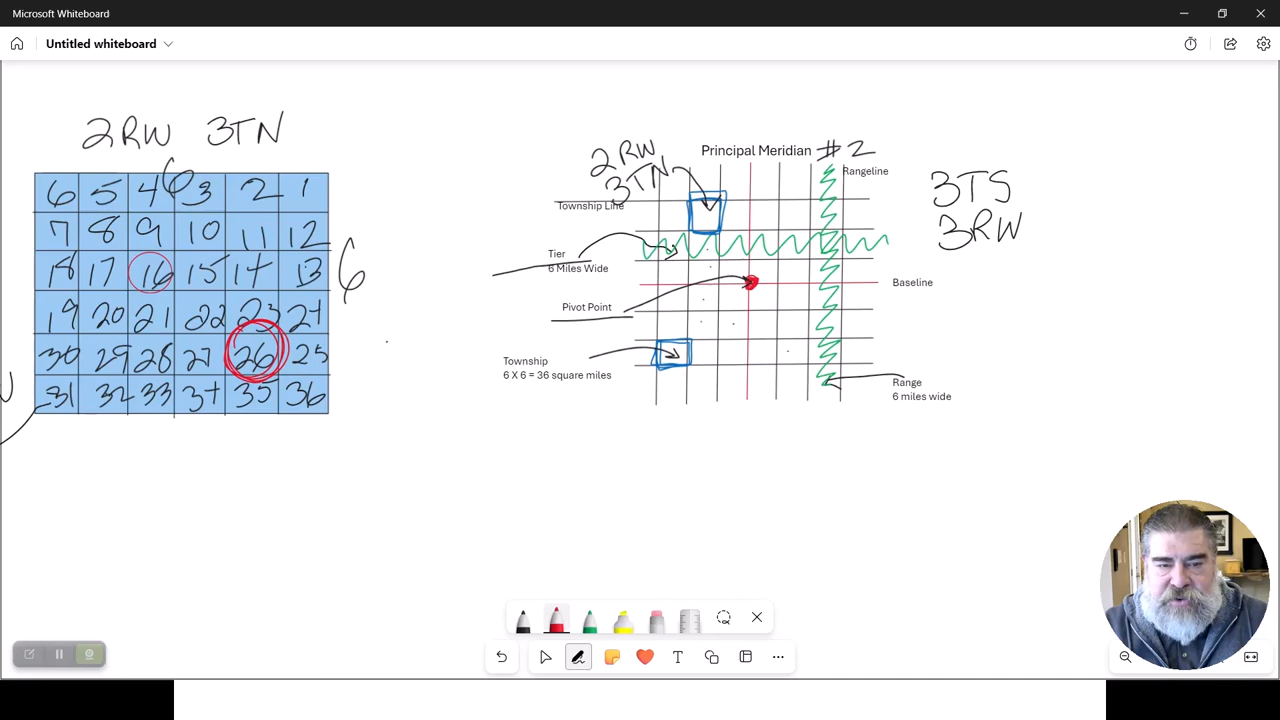 Microsoft Whiteboard
Untitled whiteboard
2RW 3TN
6
6 5 4 3 2 1
7 8 9 10 11 12
18 17 16 15 14 13
6
19 20 21 22 23 24
30 29 28 27 26 25
31 32 33 34 35 36
2RW
3TN
Principal Meridian #2
Rangeline
Township Line
Tier
6 Miles Wide
Pivot Point
Baseline
Township
6 X 6 = 36 square miles
Range
6 miles wide
3TS
3RW